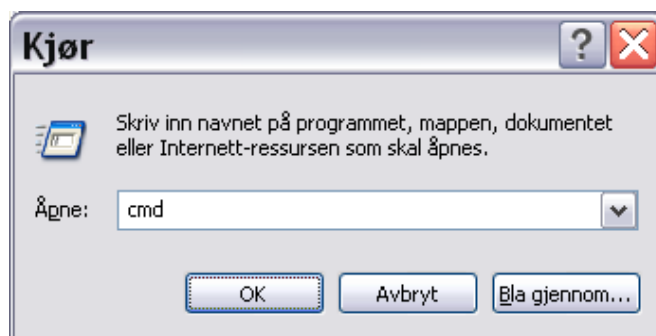 Kjør
Skriv inn navnet på programmet, mappen, dokumentet
eller Internett-ressursen som skal åpnes.
Åpne: cmd
OK Avbryt Bla gjennom...